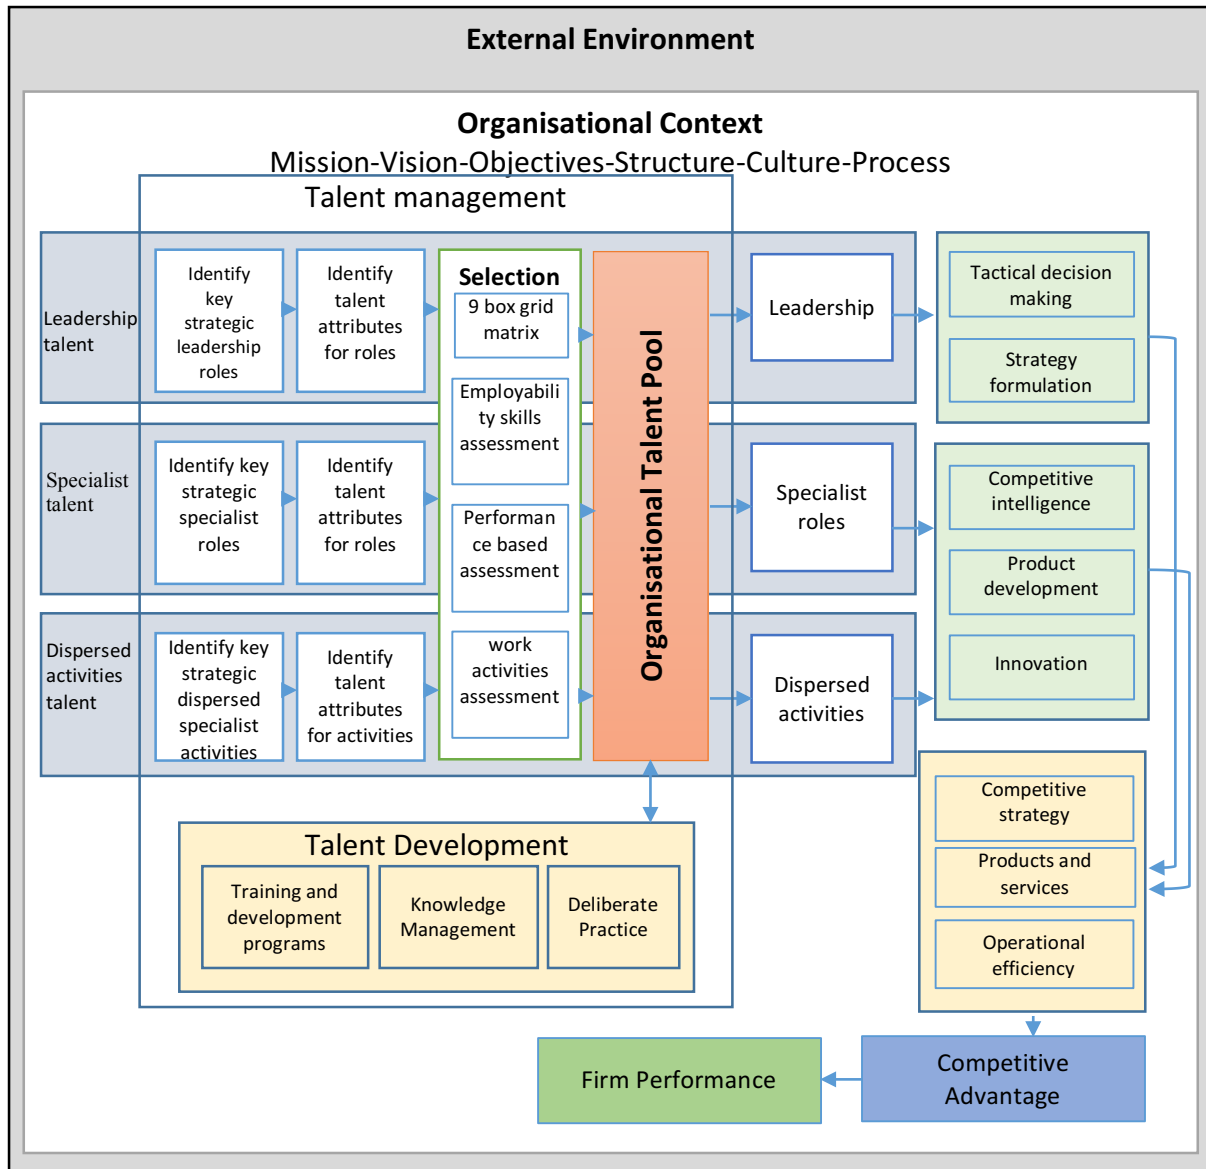 External Environment
Organisational Context
Mission-Vision-Objectives-Structure-Culture-Process
Talent management
Leadership
talent
Identify
key
strategic
leadership
roles
Identify
talent
attributes
for roles
Selection
9 box grid
matrix
Employabili
ty skills
assessment
Performan
ce based
assessment
work
activities
assessment
Organisational Talent Pool
Leadership
Tactical decision
making
Strategy
formulation
Specialist
talent
Identify key
strategic
specialist
roles
Identify
talent
attributes
for roles
Specialist
roles
Competitive
intelligence
Product
development
Innovation
Dispersed
activities
talent
Identify key
strategic
dispersed
specialist
activities
Identify
talent
attributes
for activities
Dispersed
activities
Competitive
strategy
Products and
services
Operational
efficiency
Talent Development
Training and
development
programs
Knowledge
Management
Deliberate
Practice
Firm Performance
Competitive
Advantage